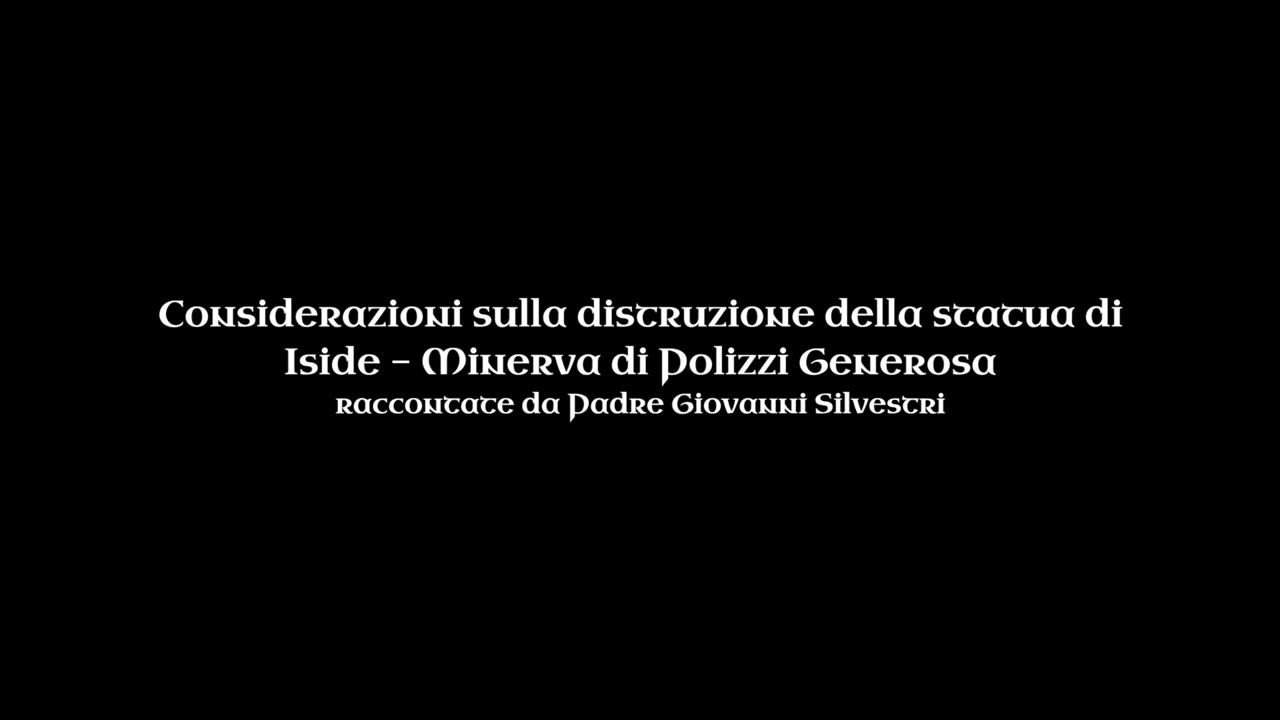 Considerazioni sulla distruzione della statua di
Iside – Minerva di Polizzi Generosa
raccontate da Padre Giovanni Silvestri